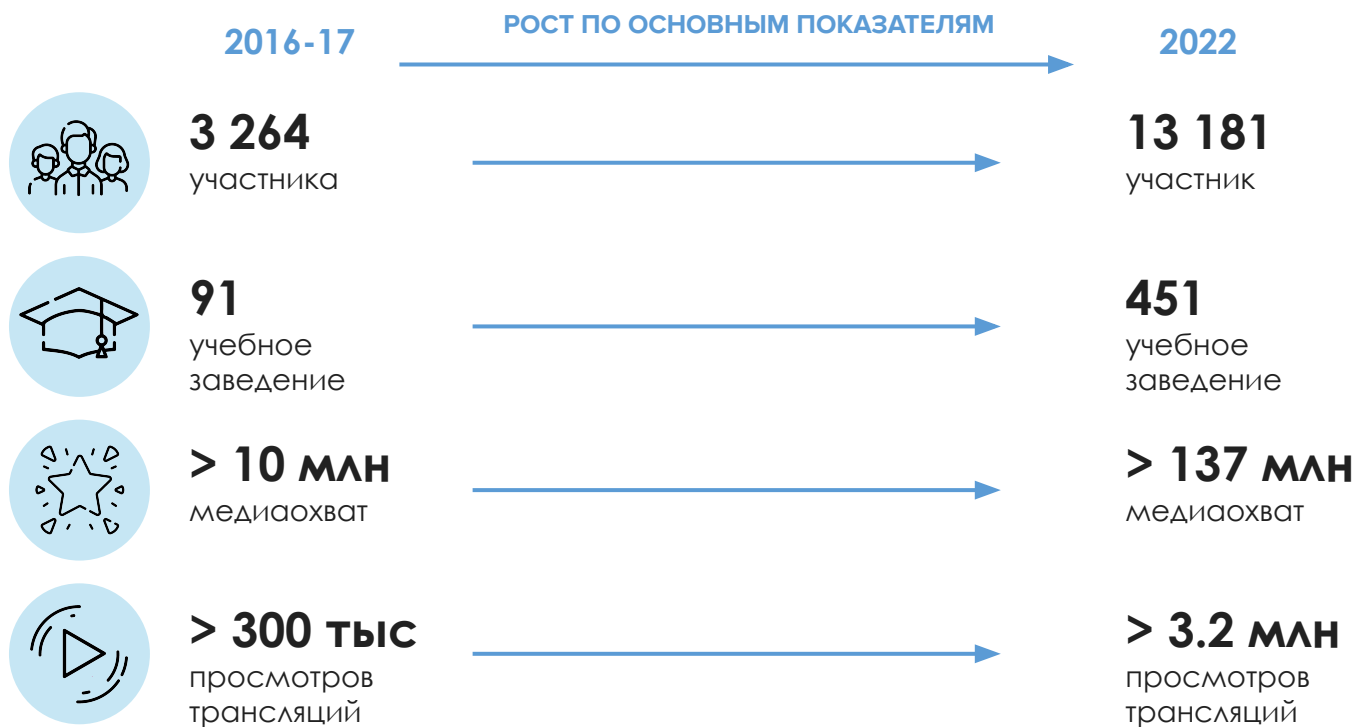 РОСТ ПО ОСНОВНЫМ ПОКАЗАТЕЛЯМ
2016-17
2022
3 264
участника
13 181
участник
91
учебное
заведение
451
учебное
заведение
> 10 млн
медиаохват
> 137 млн
медиаохват
> 300 тыс
просмотров
трансляций
> 3.2 млн
просмотров
трансляций